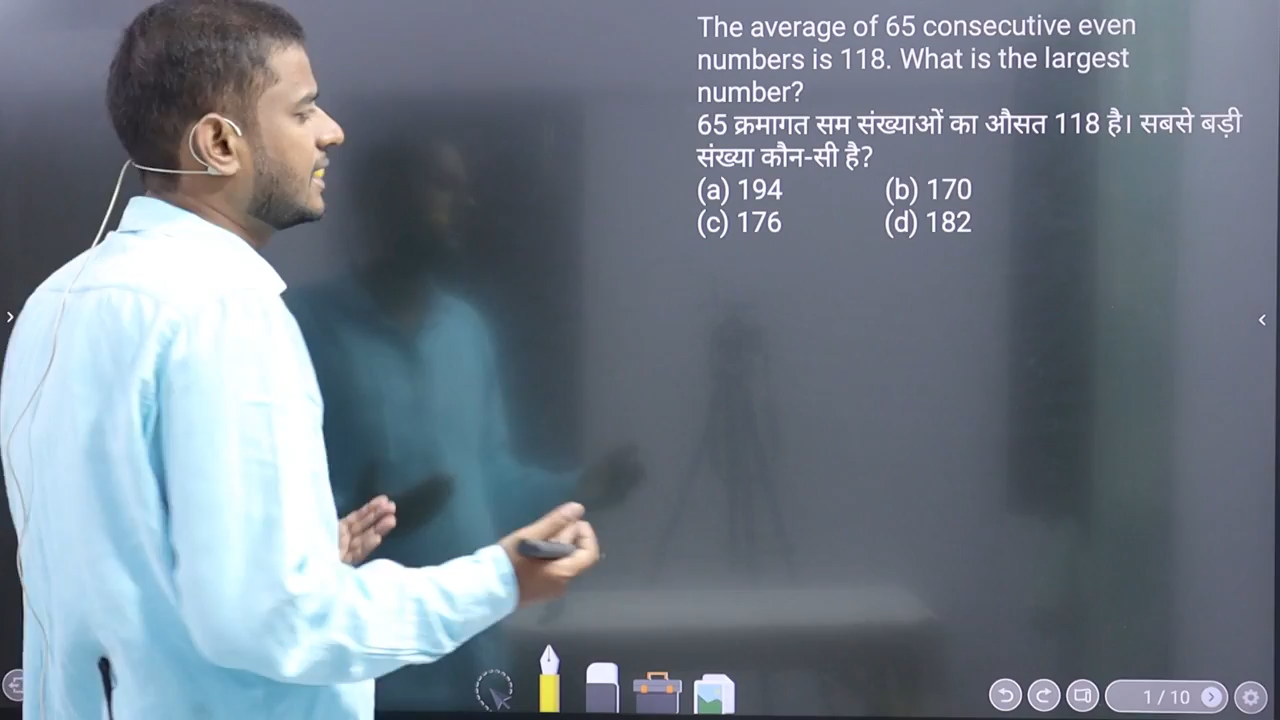 The average of 65 consecutive even
numbers is 118. What is the largest
number?
65 क्रमागत सम संख्याओं का औसत 118 है। सबसे बड़ी
संख्या कौन-सी है?
(a) 194 (b) 170
(c) 176 (d) 182
1 / 10